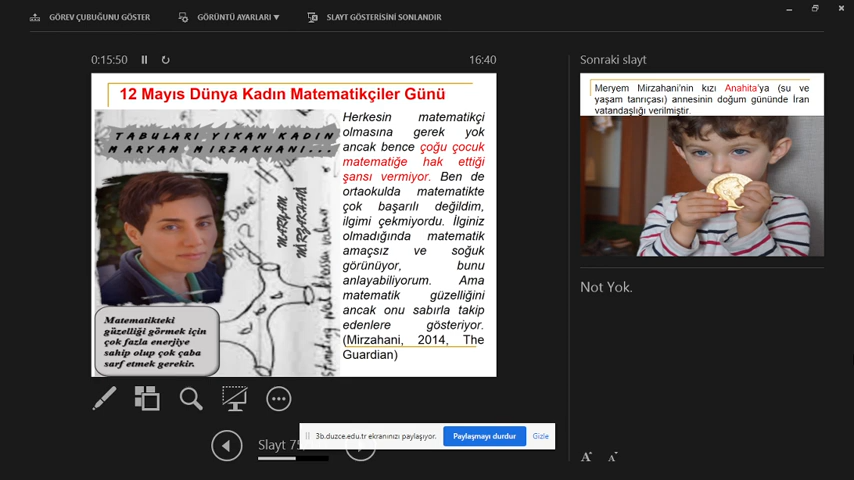 GÖREV ÇUBUĞUNU GÖSTER
GÖRÜNTÜ AYARLARI
SLAYT GÖSTERİSİNİ SONLANDIR
0:15:50
16:40
12 Mayıs Dünya Kadın Matematikçiler Günü
TABULARI YIKAN KADIN
MARYAM MIRZAKHANI...
MARYAM
MIRZAKHANI
Matematikteki
güzelliği görmek için
çok fazla enerjiye
sahip olup çok çaba
sarf etmek gerekir.
Herkesin matematikçi
olmasına gerek yok
ancak bence çoğu çocuk
matematiğe hak ettiği
şansı vermiyor. Ben de
ortaokulda matematikte
çok başarılı değildim,
ilgimi çekmiyordu. İlginiz
olmadığında matematik
amaçsız ve soğuk
görünüyor, bunu
anlayabiliyorum. Ama
matematik güzelliğini
ancak onu sabırla takip
edenlere gösteriyor.
(Mirzahani, 2014, The
Guardian)
Sonraki slayt
Meryem Mirzahani'nin kızı Anahita'ya (su ve
yaşam tanrıçası) annesinin doğum gününde İran
vatandaşlığı verilmiştir.
Not Yok.
Slayt
3b.duzce.edu.tr ekranınızı paylaşıyor.
Paylaşmayı durdur
Gizle
A
A